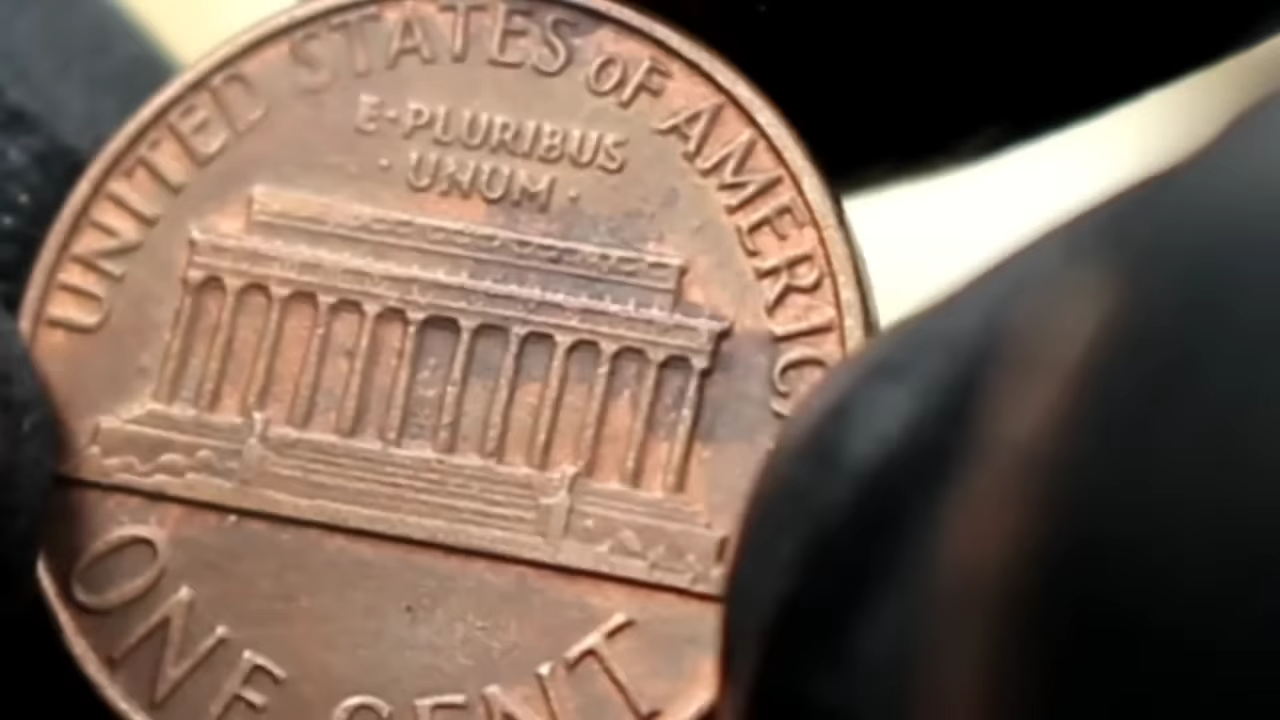 UNITED STATES OF AMERIC
E·PLURIBUS
·UNUM·
ONE CENT